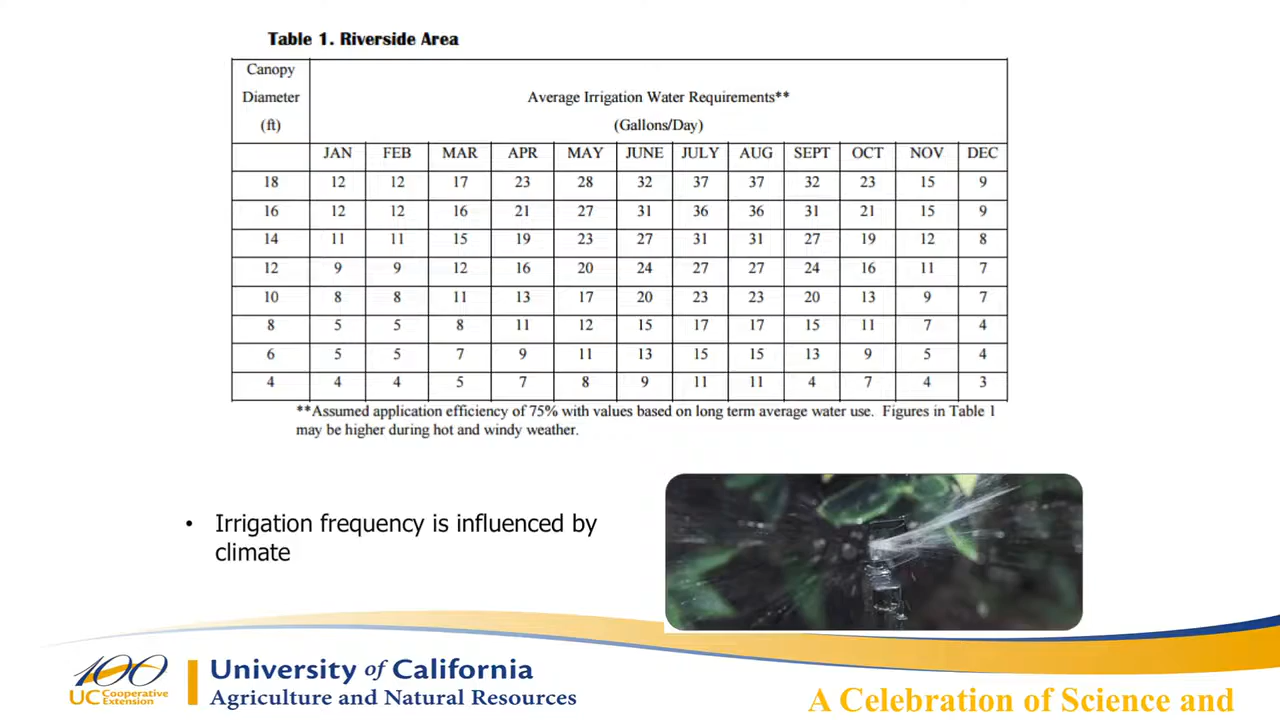 Table 1. Riverside Area
Canopy
Diameter
(ft)
Average Irrigation Water Requirements**
(Gallons/Day)
JAN FEB MAR APR MAY JUNE JULY AUG SEPT OCT NOV DEC
18 12 12 17 23 28 32 37 37 32 23 15 9
16 12 12 16 21 27 31 36 36 31 21 15 9
14 11 11 15 19 23 27 31 31 27 19 12 8
12 9 9 12 16 20 24 27 27 24 16 11 7
10 8 8 11 13 17 20 23 23 20 13 9 7
8 5 5 8 11 12 15 17 17 15 11 7 4
6 5 5 7 9 11 13 15 15 13 9 5 4
4 4 4 5 7 8 9 11 11 4 7 4 3
**Assumed application efficiency of 75% with values based on long term average water use. Figures in Table 1
may be higher during hot and windy weather.
• Irrigation frequency is influenced by
climate
100
UC Cooperative
Extension
University of California
Agriculture and Natural Resources
A Celebration of Science and